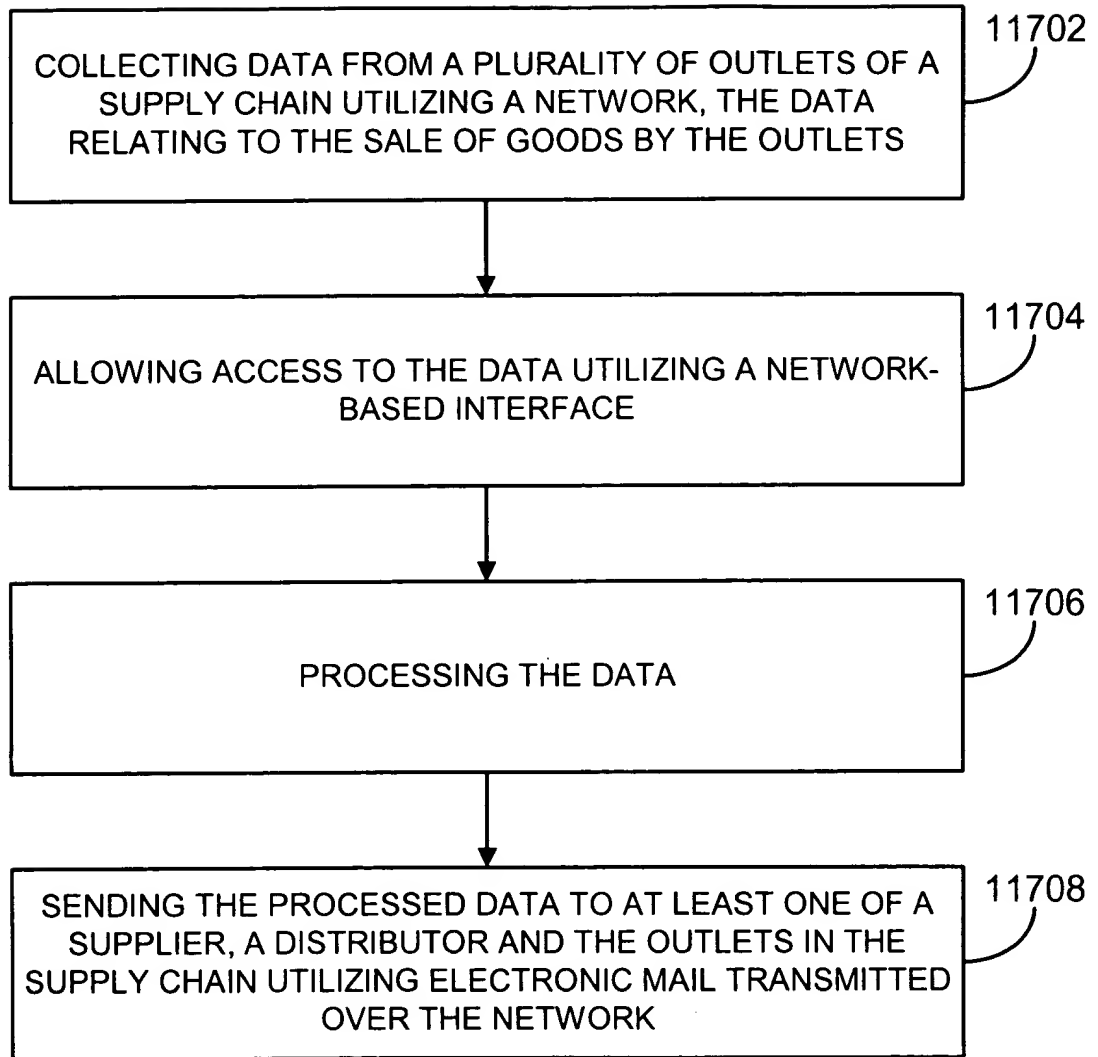 11702
COLLECTING DATA FROM A PLURALITY OF OUTLETS OF A
SUPPLY CHAIN UTILIZING A NETWORK, THE DATA
RELATING TO THE SALE OF GOODS BY THE OUTLETS
11704
ALLOWING ACCESS TO THE DATA UTILIZING A NETWORK-
BASED INTERFACE
11706
PROCESSING THE DATA
11708
SENDING THE PROCESSED DATA TO AT LEAST ONE OF A
SUPPLIER, A DISTRIBUTOR AND THE OUTLETS IN THE
SUPPLY CHAIN UTILIZING ELECTRONIC MAIL TRANSMITTED
OVER THE NETWORK